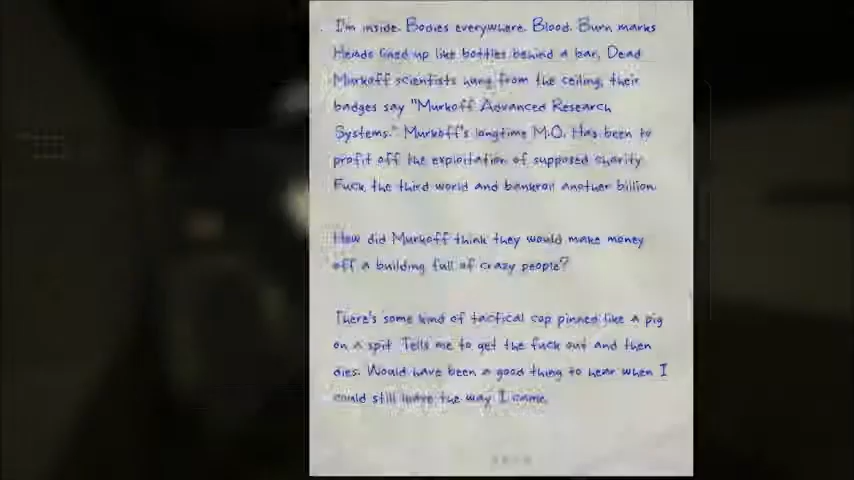 I'm inside. Bodies everywhere. Blood. Burn marks
Heads lined up like bottles behind a bar. Dead
Murkoff scientists hung from the ceiling, their
badges say "Murkoff Advanced Research
Systems." Murkoff's longtime M.O. Has been to
profit off the exploitation of supposed charity
Fuck the third world and bankroll another billion.
How did Murkoff think they would make money
off a building full of crazy people?
There's some kind of tactical cop pinned like a pig
on a spit Tells me to get the fuck out and then
dies. Would have been a good thing to hear when I
could still leave the way I came.